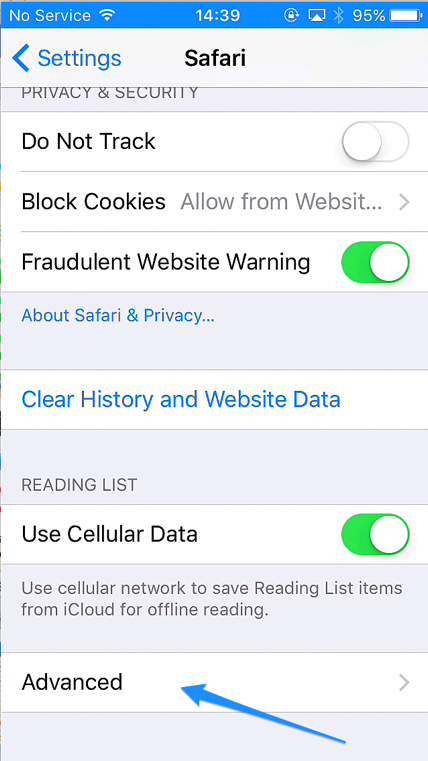 No Service 14:39 95%
Settings Safari
PRIVACY & SECURITY
Do Not Track
Block Cookies Allow from Websit...
Fraudulent Website Warning
About Safari & Privacy...
Clear History and Website Data
READING LIST
Use Cellular Data
Use cellular network to save Reading List items
from iCloud for offline reading.
Advanced